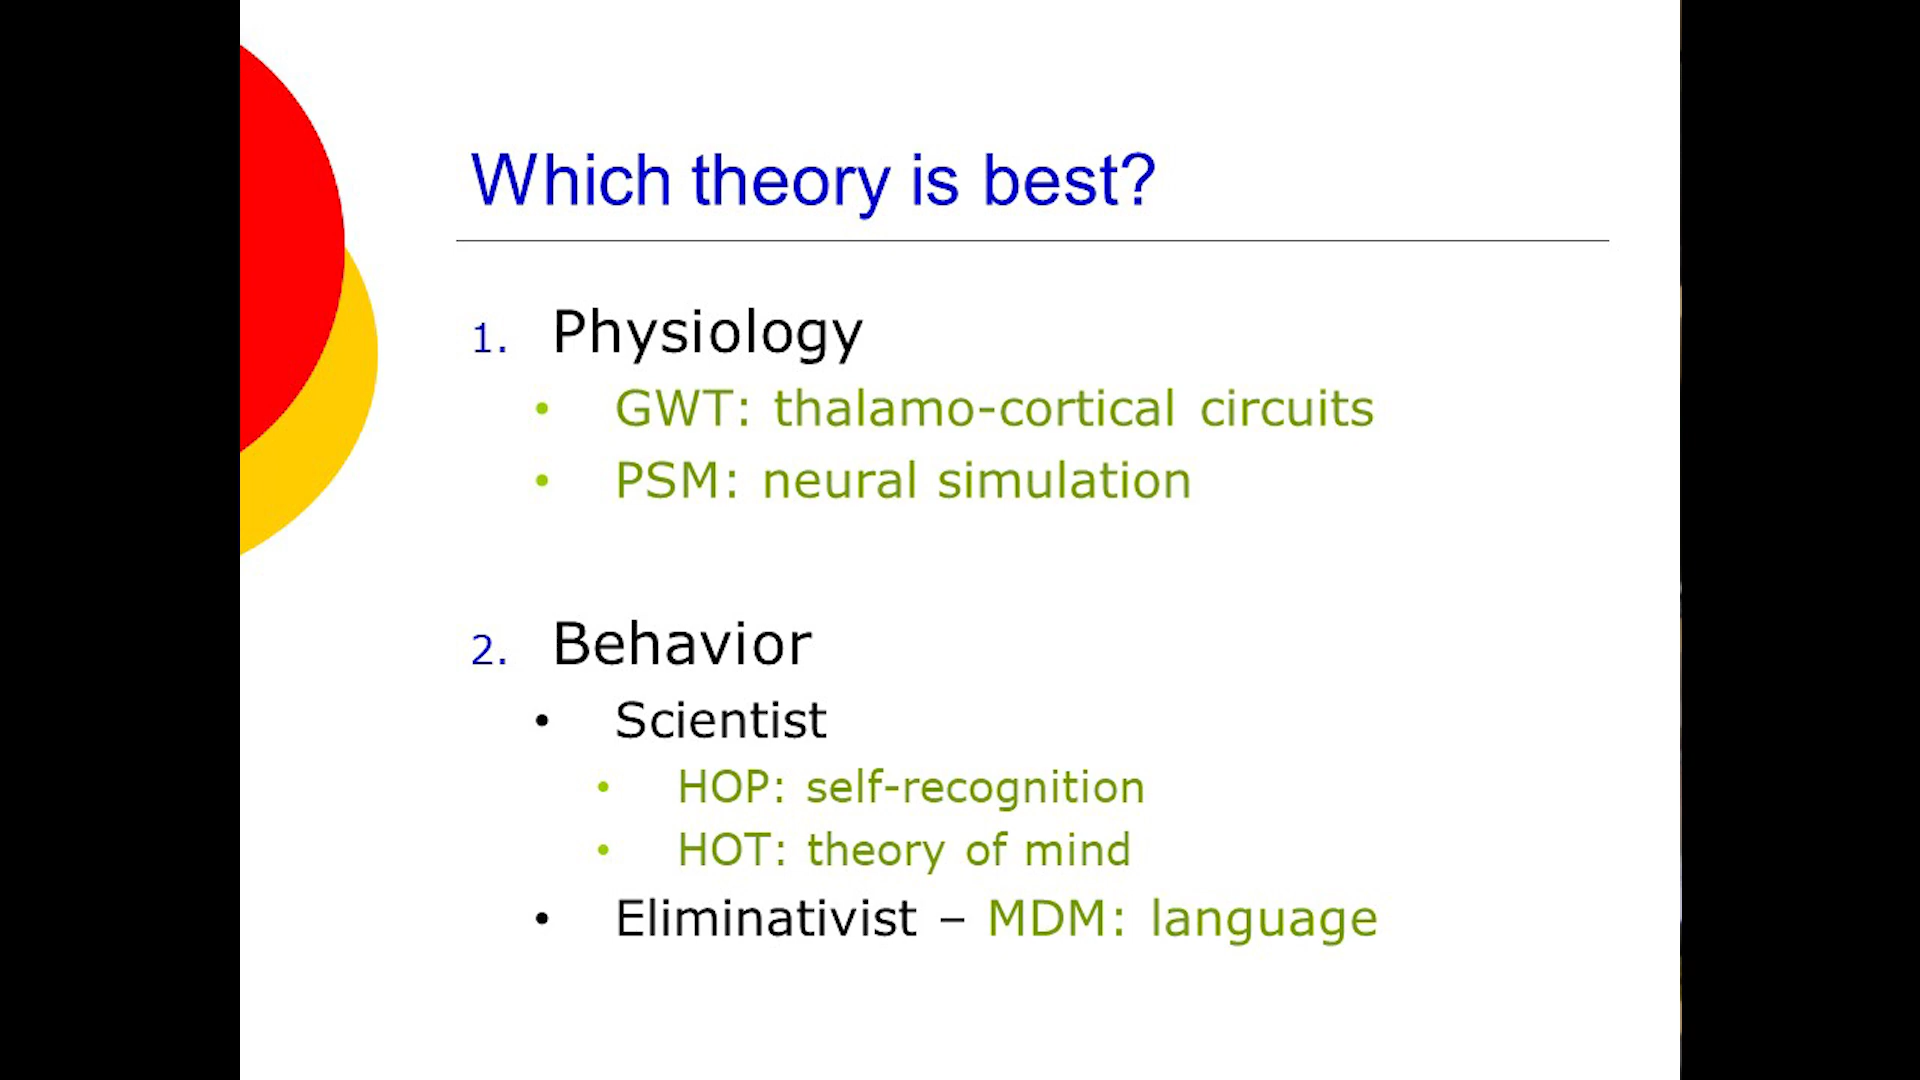 Which theory is best?
1. Physiology
• GWT: thalamo-cortical circuits
• PSM: neural simulation
2. Behavior
• Scientist
• HOP: self-recognition
• HOT: theory of mind
• Eliminativist – MDM: language